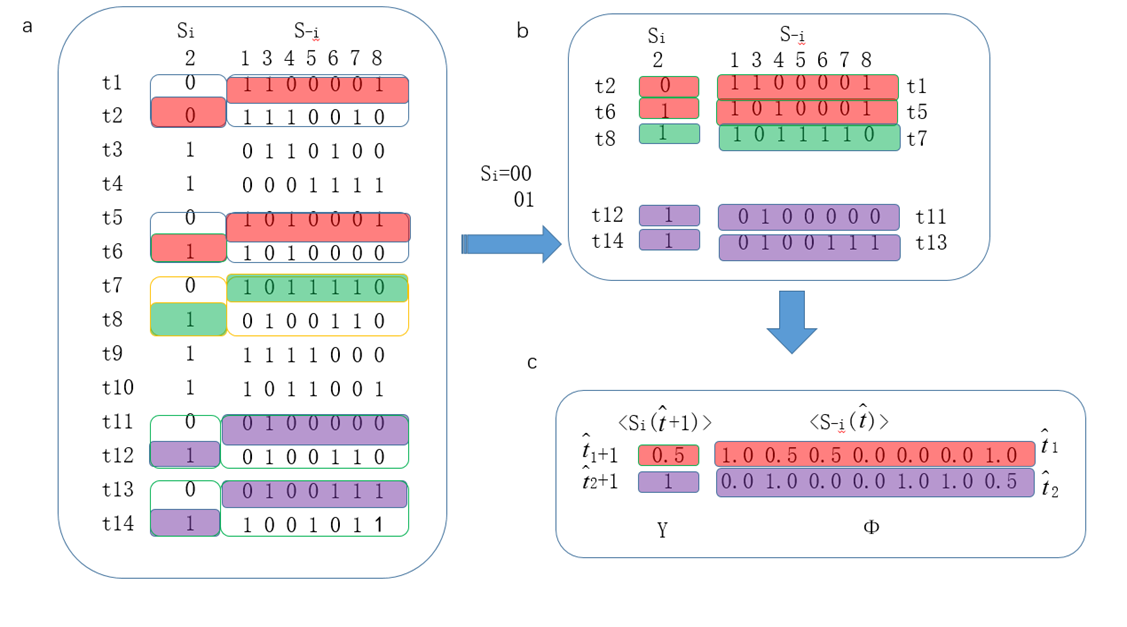 a
Si S-i
2 1 3 4 5 6 7 8
t1 0 1 1 0 0 0 0 1
t2 0 1 1 1 0 0 1 0
t3 1 0 1 1 0 1 0 0
t4 1 0 0 0 1 1 1 1
t5 0 1 0 1 0 0 0 1
t6 1 1 0 1 0 0 0 0
t7 0 1 0 1 1 1 1 0
t8 1 0 1 0 0 1 1 0
t9 1 1 1 1 1 0 0 0
t10 1 1 0 1 1 0 0 1
t11 0 0 1 0 0 0 0 0
t12 1 0 1 0 0 1 1 0
t13 0 0 1 0 0 1 1 1
t14 1 1 0 0 1 0 1 1
Si=00
01
b
Si S-i
2 1 3 4 5 6 7 8
t2 0 1 1 0 0 0 0 1 t1
t6 1 1 0 1 0 0 0 1 t5
t8 1 1 0 1 1 1 1 0 t7
t12 1 0 1 0 0 0 0 0 t11
t14 1 0 1 0 0 1 1 1 t13
c
<Si(t̂+1)> <S-i(t̂)>
t̂1+1 0.5 1.0 0.5 0.5 0.0 0.0 0.0 1.0 t̂1
t̂2+1 1 0.0 1.0 0.0 0.0 1.0 1.0 0.5 t̂2
Y Φ